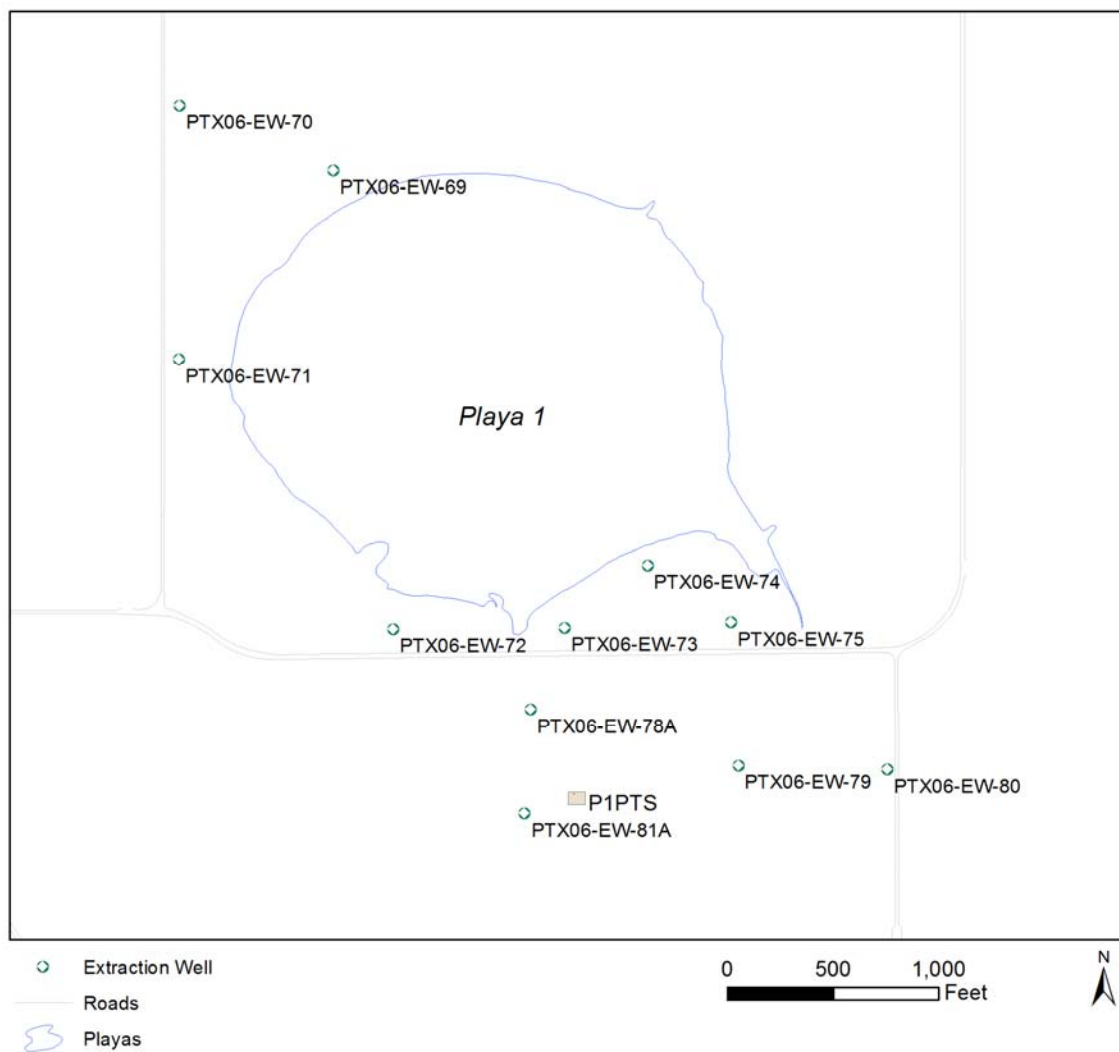 PTX06-EW-70
PTX06-EW-69
PTX06-EW-71
Playa 1
PTX06-EW-74
PTX06-EW-72
PTX06-EW-73
PTX06-EW-75
PTX06-EW-78A
PTX06-EW-79
PTX06-EW-80
P1PTS
PTX06-EW-81A
Extraction Well
Roads
Playas
0 500 1,000
Feet
N